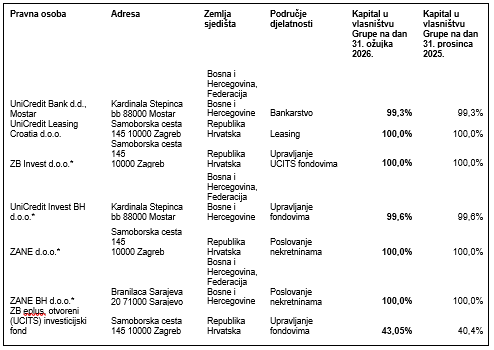 Pravna osoba Adresa Zemlja sjedišta Područje djelatnosti Kapital u vlasništvu Grupe na dan 31. ožujka 2026. Kapital u vlasništvu Grupe na dan 31. prosinca 2025.
UniCredit Bank d.d., Mostar Kardinala Stepinca bb 88000 Mostar Bosna i Hercegovina, Federacija Bosne i Hercegovine Bankarstvo 99,3% 99,3%
UniCredit Leasing Croatia d.o.o. Samoborska cesta 145 10000 Zagreb Republika Hrvatska Leasing 100,0% 100,0%
ZB Invest d.o.o.* Samoborska cesta 145 10000 Zagreb Republika Hrvatska Upravljanje UCITS fondovima 100,0% 100,0%
UniCredit Invest BH d.o.o.* Kardinala Stepinca bb 88000 Mostar Bosna i Hercegovina, Federacija Bosne i Hercegovine Upravljanje fondovima 99,6% 99,6%
ZANE d.o.o.* Samoborska cesta 145 10000 Zagreb Republika Hrvatska Poslovanje nekretninama 100,0% 100,0%
ZANE BH d.o.o.* Branilaca Sarajeva 20 71000 Sarajevo Bosna i Hercegovina, Federacija Bosne i Hercegovine Poslovanje nekretninama 100,0% 100,0%
ZB eplus, otvoreni (UCITS) investicijski fond Samoborska cesta 145 10000 Zagreb Republika Hrvatska Upravljanje fondovima 43,05% 40,4%